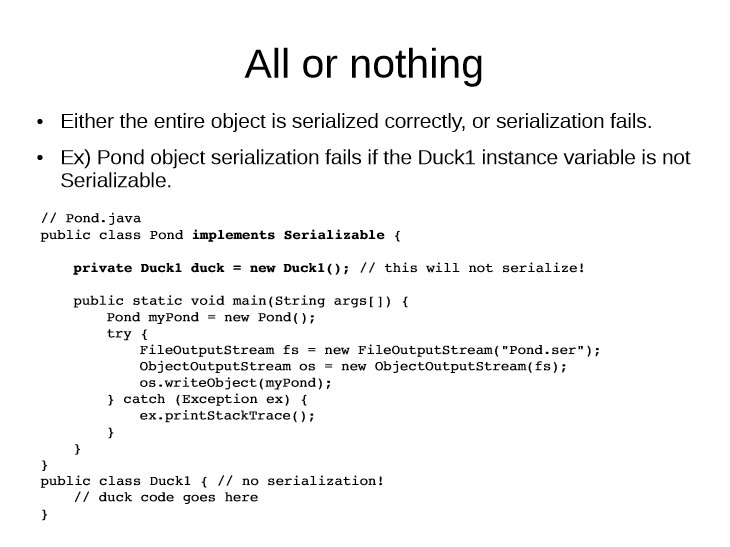 All or nothing
• Either the entire object is serialized correctly, or serialization fails.
• Ex) Pond object serialization fails if the Duck1 instance variable is not
Serializable.
// Pond.java
public class Pond implements Serializable {
    private Duck1 duck = new Duck1(); // this will not serialize!
    public static void main(String args[]) {
        Pond myPond = new Pond();
        try {
            FileOutputStream fs = new FileOutputStream("Pond.ser");
            ObjectOutputStream os = new ObjectOutputStream(fs);
            os.writeObject(myPond);
        } catch (Exception ex) {
            ex.printStackTrace();
        }
    }
}
public class Duck1 { // no serialization!
    // duck code goes here
}